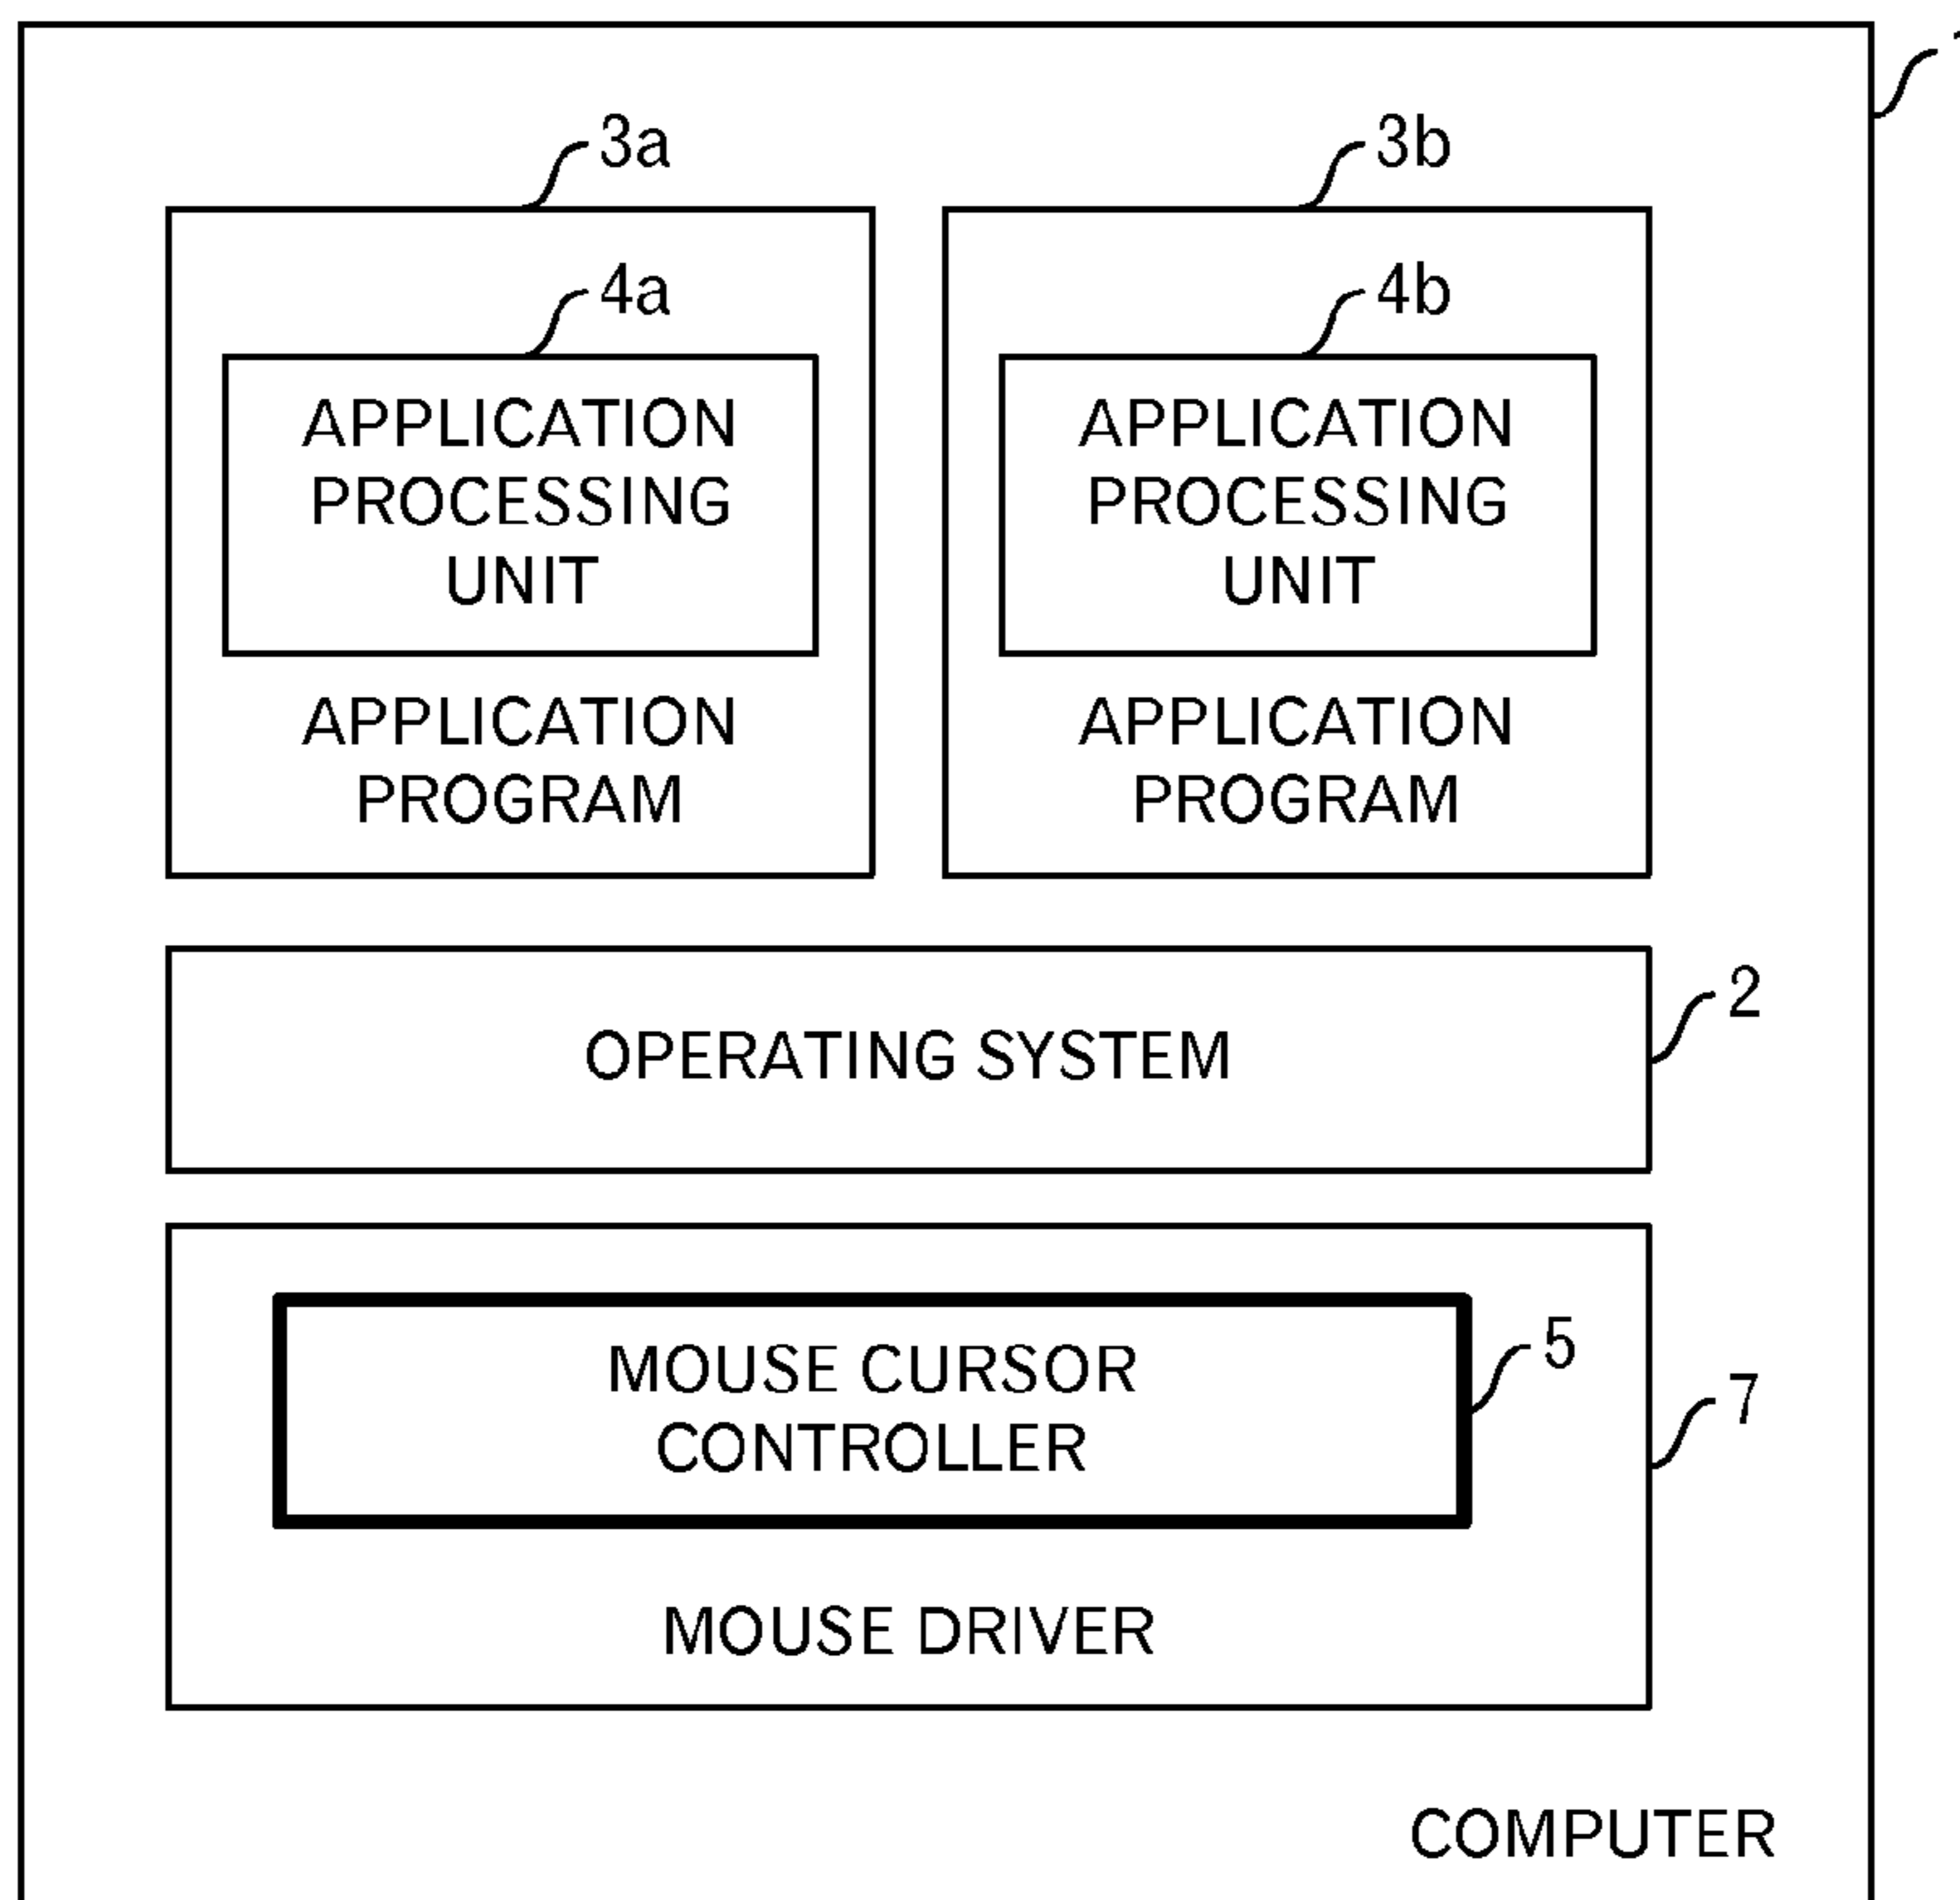 3a
3b
4a
4b
APPLICATION
PROCESSING
UNIT
APPLICATION
PROCESSING
UNIT
APPLICATION
PROGRAM
APPLICATION
PROGRAM
2
OPERATING SYSTEM
5
MOUSE CURSOR
CONTROLLER
7
MOUSE DRIVER
COMPUTER